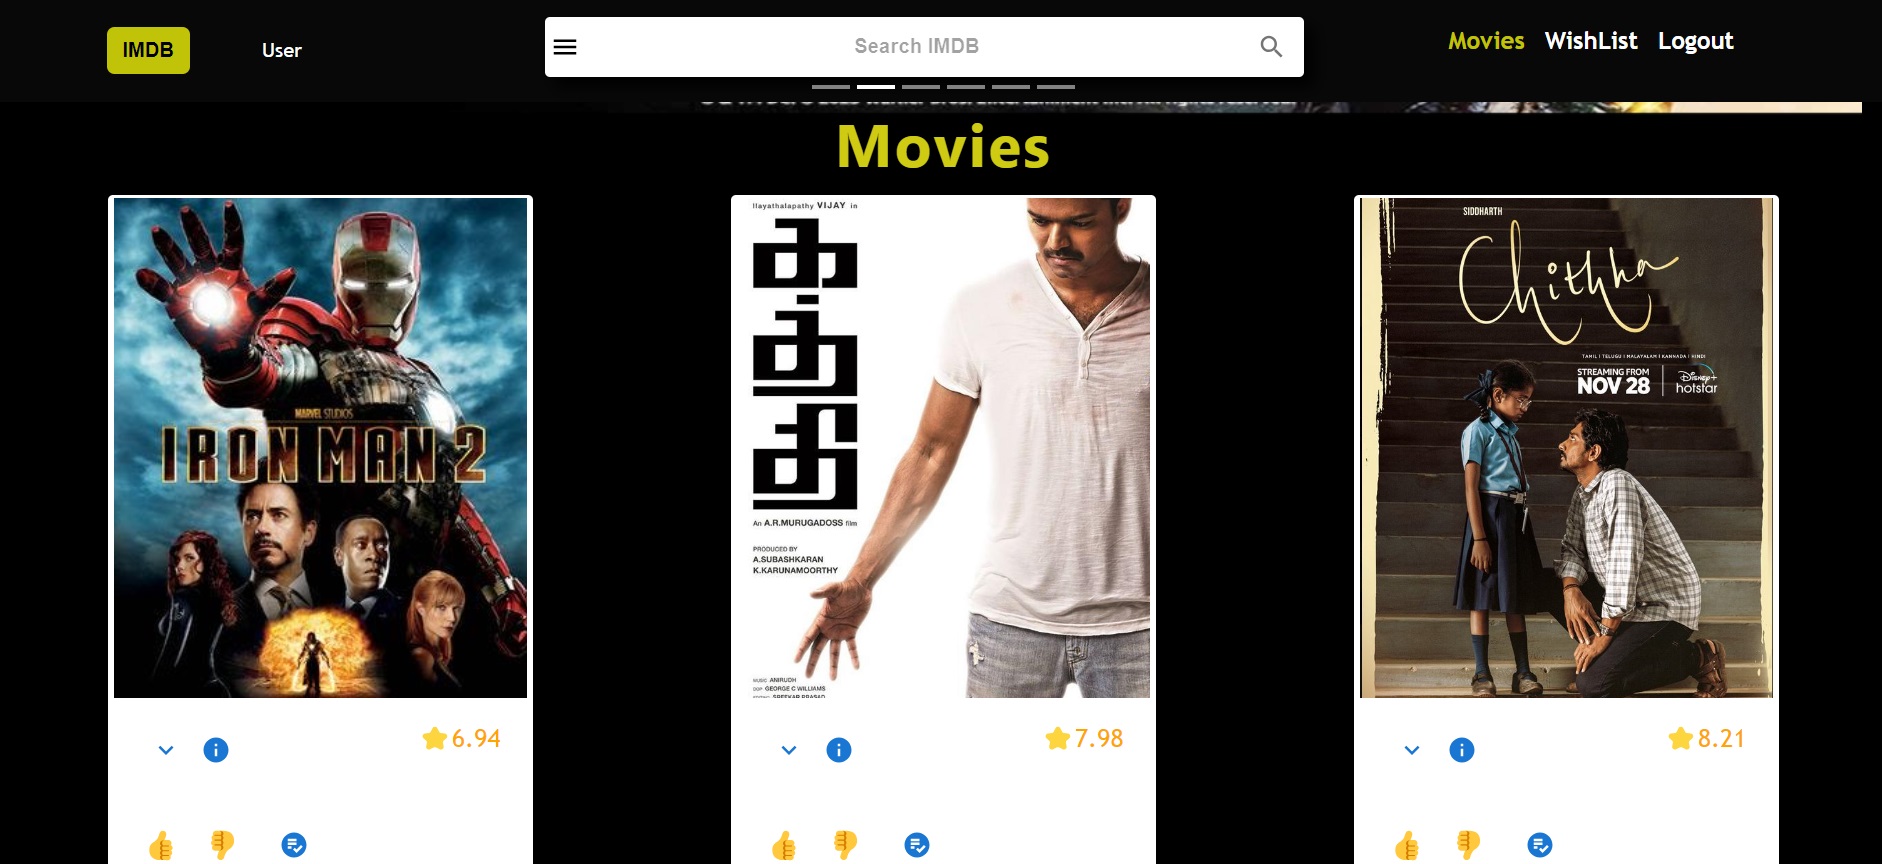 IMDB
User
Search IMDB
Movies
WishList
Logout
Movies
MARVEL STUDIOS
IRON MAN 2
6.94
Ilayathalapathy VIJAY in
கத்தி
An A.R.MURUGADOSS film
PRODUCED BY
A.SUBASHKARAN
K.KARUNAMOORTHY
MUSIC ANIRUDH
DOP GEORGE C WILLIAMS
7.98
SIDDHARTH
Chithha
TAMIL I TELUGU I MALAYALAM I KANNADA I HINDI
STREAMING FROM
NOV 28
Disney+
hotstar
8.21